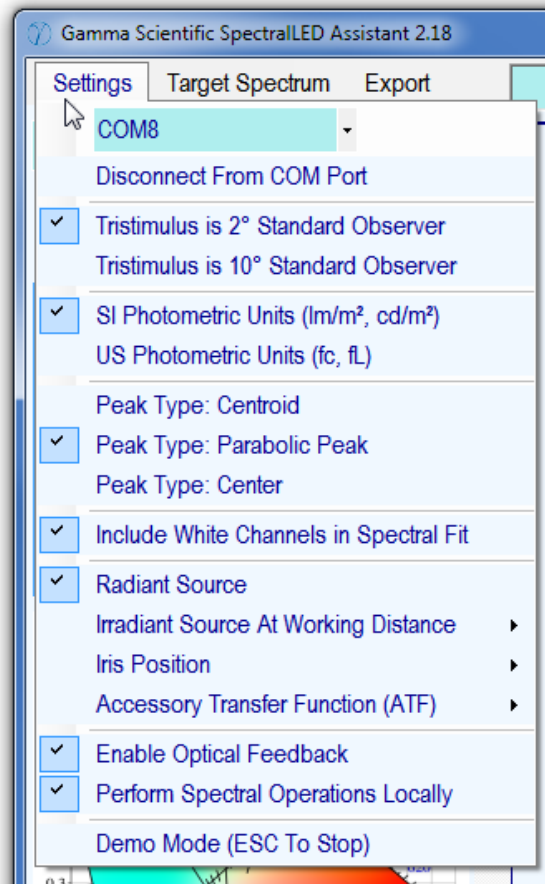 Gamma Scientific SpectralLED Assistant 2.18
Settings Target Spectrum Export
COM8
Disconnect From COM Port
Tristimulus is 2° Standard Observer
Tristimulus is 10° Standard Observer
SI Photometric Units (lm/m², cd/m²)
US Photometric Units (fc, fL)
Peak Type: Centroid
Peak Type: Parabolic Peak
Peak Type: Center
Include White Channels in Spectral Fit
Radiant Source
Irradiant Source At Working Distance
Iris Position
Accessory Transfer Function (ATF)
Enable Optical Feedback
Perform Spectral Operations Locally
Demo Mode (ESC To Stop)